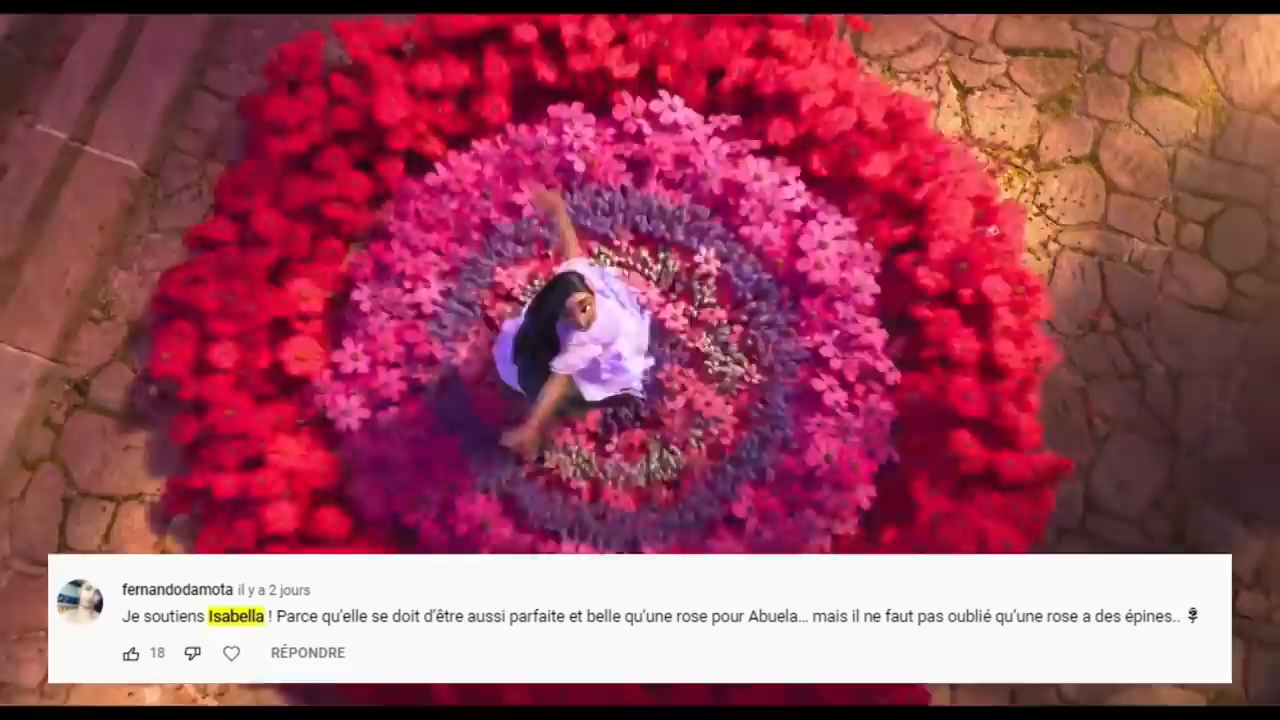 fernandodamota il y a 2 jours
Je soutiens Isabella ! Parce qu'elle se doit d'être aussi parfaite et belle qu'une rose pour Abuela... mais il ne faut pas oublié qu'une rose a des épines.. 🌹
18 RÉPONDRE